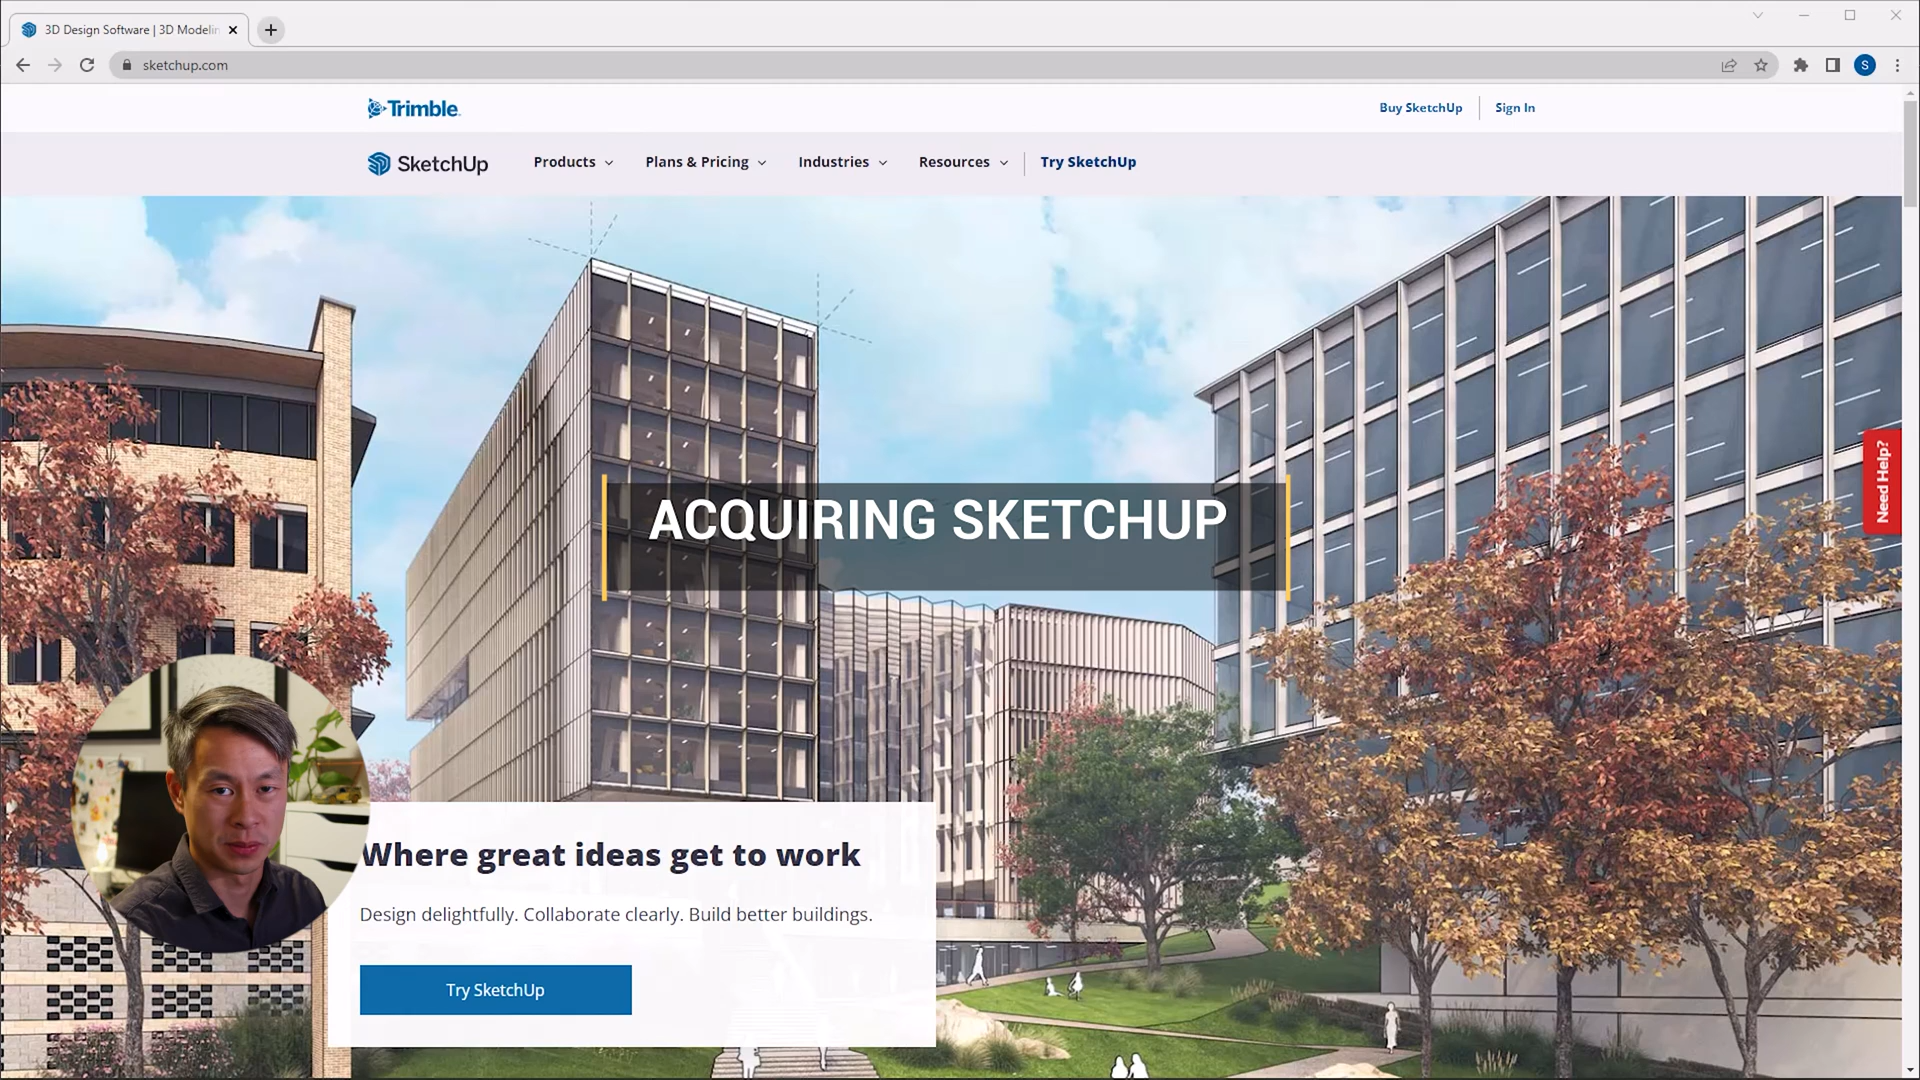 3D Design Software | 3D Modelin
sketchup.com
S
Trimble
Buy SketchUp
Sign In
SketchUp
Products
Plans & Pricing
Industries
Resources
Try SketchUp
ACQUIRING SKETCHUP
Need Help?
Where great ideas get to work
Design delightfully. Collaborate clearly. Build better buildings.
Try SketchUp